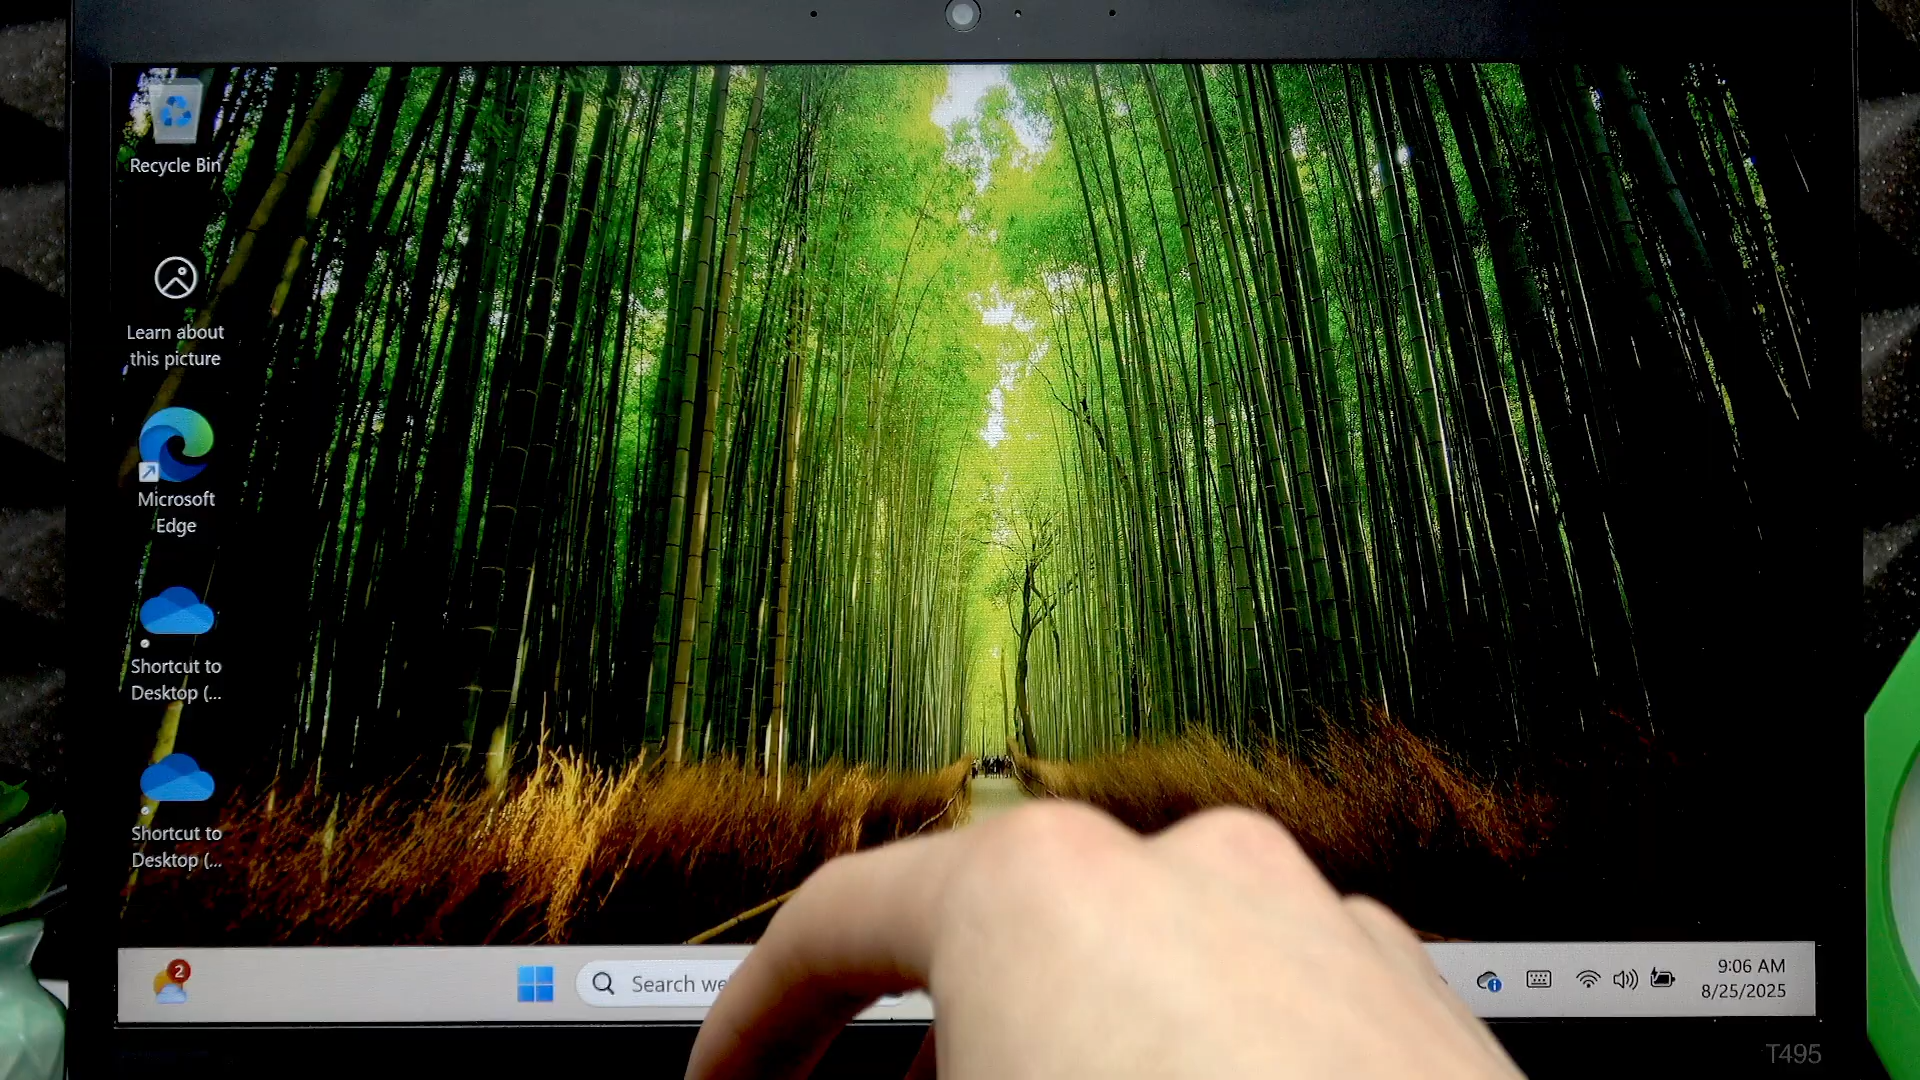 Recycle Bin
Learn about
this picture
Microsoft
Edge
Shortcut to
Desktop (...
Shortcut to
Desktop (...
2
Search we
9:06 AM
8/25/2025
T495